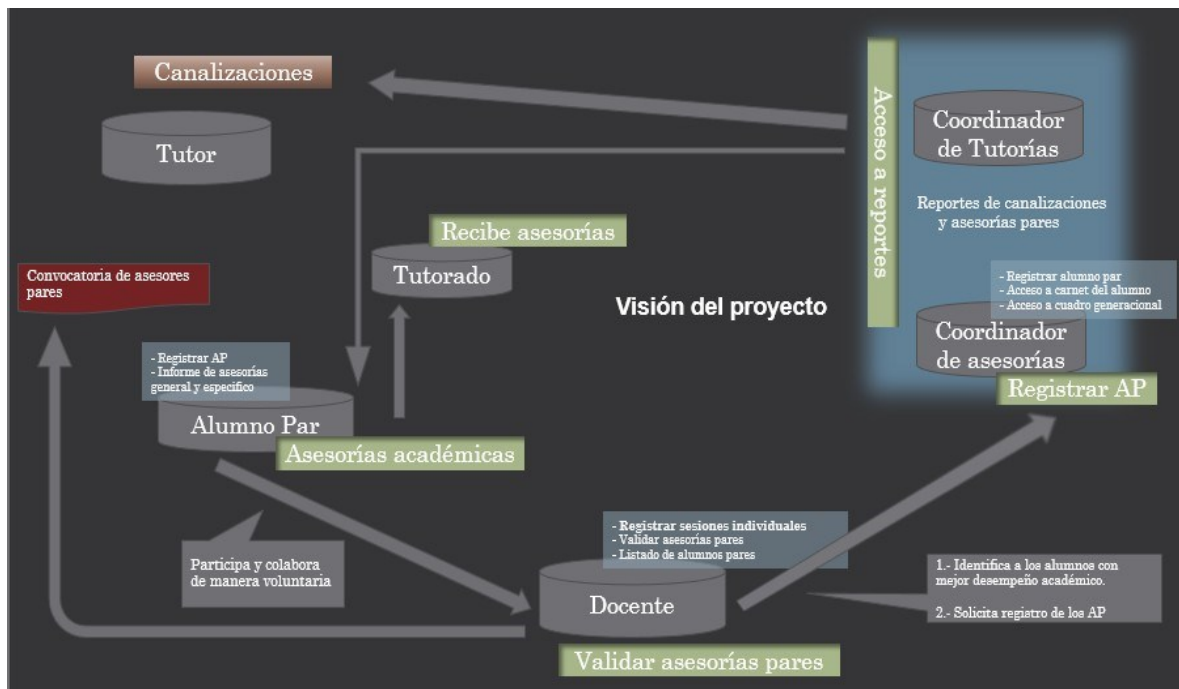 Canalizaciones
Tutor
Acceso a reportes
Coordinador
de Tutorías
Reportes de canalizaciones
y asesorías pares
Recibe asesorías
Tutorado
Convocatoria de asesores
pares
Visión del proyecto
- Registrar alumno par
- Acceso a carnet del alumno
- Acceso a cuadro generacional
Coordinador
de asesorías
Registrar AP
- Registrar AP
- Informe de asesorías
general y especifico
Alumno Par
Asesorías académicas
Participa y colabora
de manera voluntaria
- Registrar sesiones individuales
- Validar asesorías pares
- Listado de alumnos pares
Docente
Validar asesorías pares
1.- Identifica a los alumnos con
mejor desempeño académico.
2.- Solicita registro de los AP